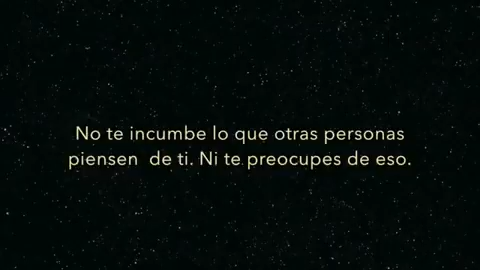 No te incumbe lo que otras personas
piensen  de ti. Ni te preocupes de eso.